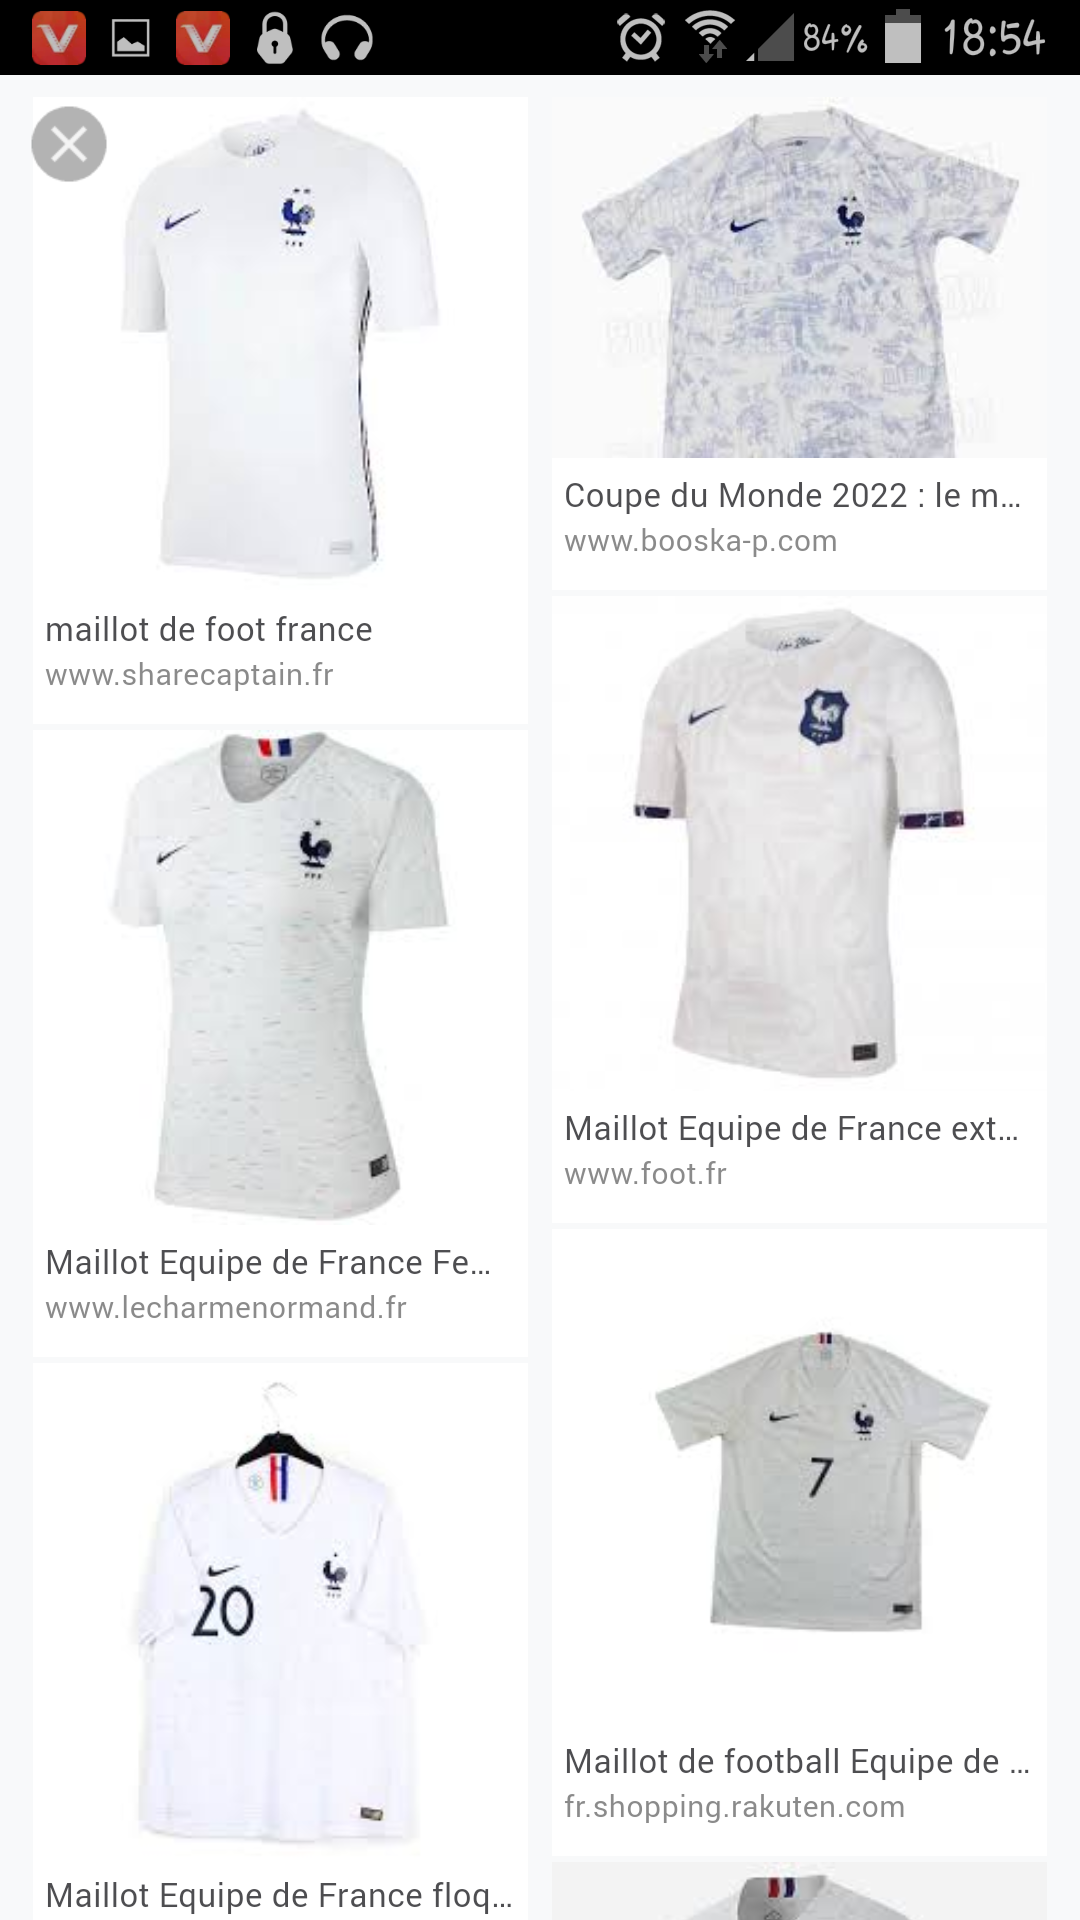 84% 18:54
maillot de foot france
www.sharecaptain.fr
Coupe du Monde 2022 : le m...
www.booska-p.com
Maillot Equipe de France Fe...
www.lecharmenormand.fr
Maillot Equipe de France ext...
www.foot.fr
20
Maillot Equipe de France floq...
7
Maillot de football Equipe de ...
fr.shopping.rakuten.com